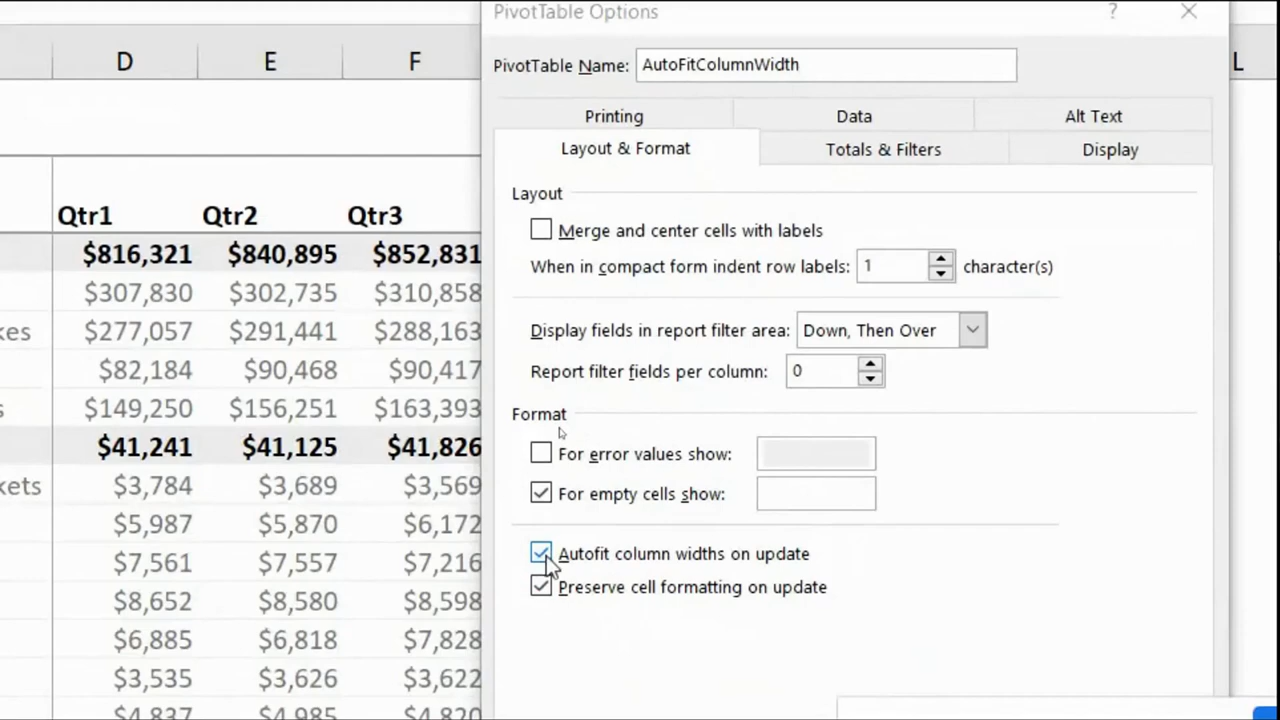 PivotTable Options ? ×
D E F L
PivotTable Name: AutoFitColumnWidth
Printing Data Alt Text
Layout & Format Totals & Filters Display
Layout
Qtr1 Qtr2 Qtr3
Merge and center cells with labels
$816,321 $840,895 $852,831
When in compact form indent row labels: 1 character(s)
$307,830 $302,735 $310,858
kes $277,057 $291,441 $288,163
Display fields in report filter area: Down, Then Over
$82,184 $90,468 $90,417
Report filter fields per column: 0
s $149,250 $156,251 $163,393
Format
$41,241 $41,125 $41,826
For error values show:
kets $3,784 $3,689 $3,569
For empty cells show:
$5,987 $5,870 $6,172
$7,561 $7,557 $7,216
Autofit column widths on update
Preserve cell formatting on update
$8,652 $8,580 $8,598
$6,885 $6,818 $7,828
$3,535 $3,626 $3,622
$4,837 $4,985 $4,820